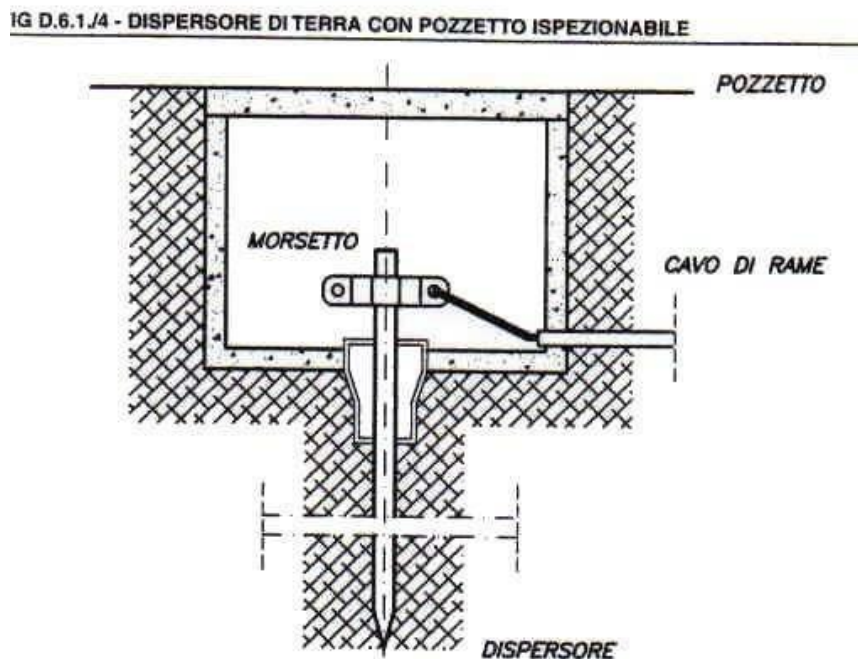 IG D.6.1./4 - DISPERSORE DI TERRA CON POZZETTO ISPEZIONABILE
POZZETTO
MORSETTO
CAVO DI RAME
DISPERSORE